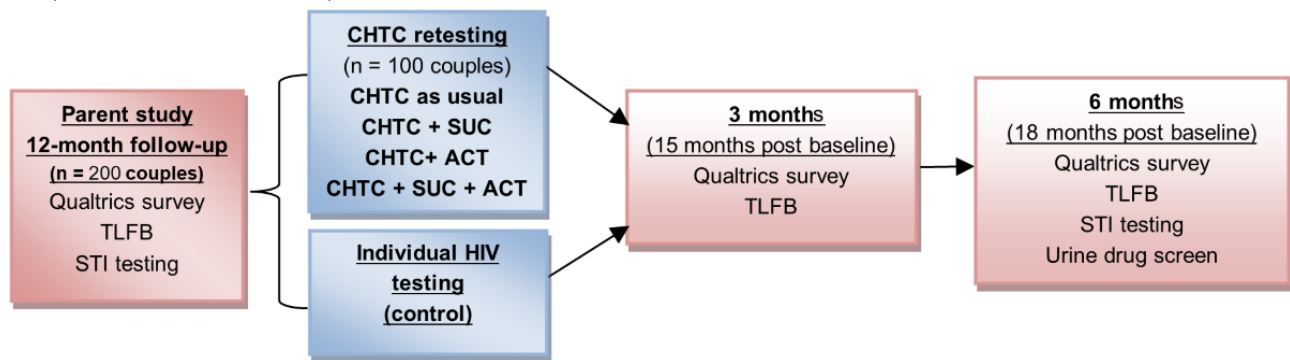 Parent study
12-month follow-up
(n = 200 couples)
Qualtrics survey
TLFB
STI testing
CHTC retesting
(n = 100 couples)
CHTC as usual
CHTC + SUC
CHTC+ ACT
CHTC + SUC + ACT
Individual HIV
testing
(control)
3 months
(15 months post baseline)
Qualtrics survey
TLFB
6 months
(18 months post baseline)
Qualtrics survey
TLFB
STI testing
Urine drug screen